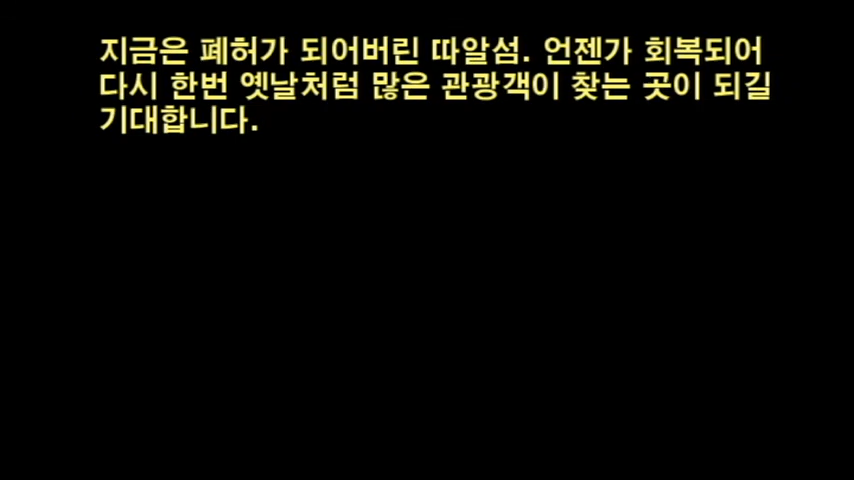 지금은 폐허가 되어버린 따알섬. 언젠가 회복되어
다시 한번 옛날처럼 많은 관광객이 찾는 곳이 되길
기대합니다.